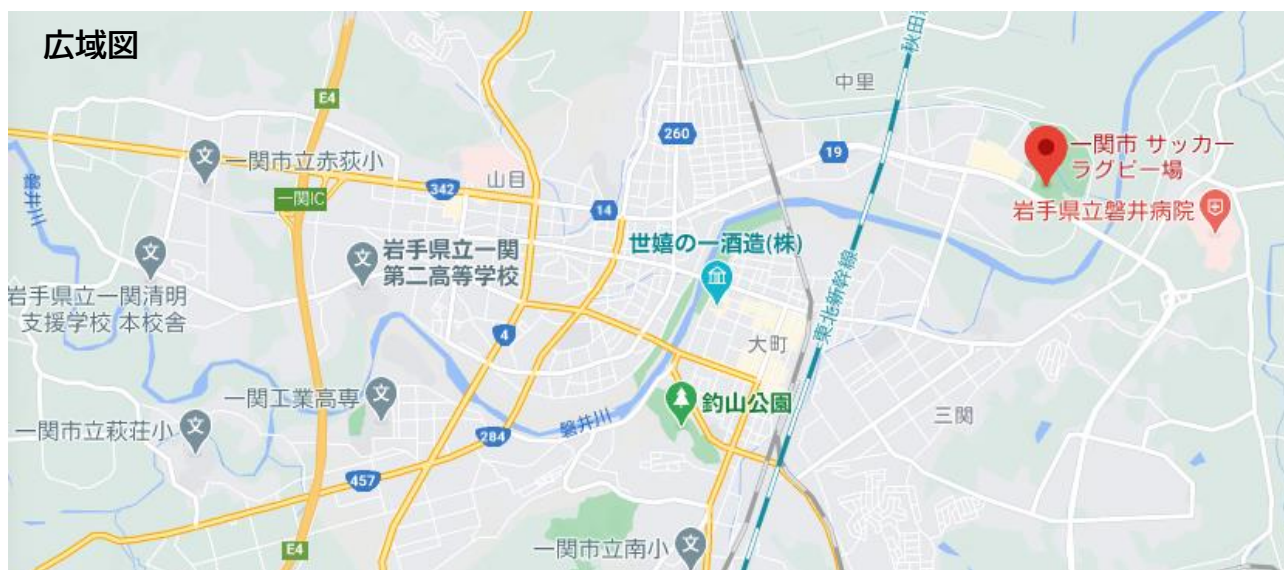 広域図
E4
中里
秋田
260
一関市立赤荻小
19
一関市 サッカー
ラグビー場
342
山目
磐井川
一関IC
14
岩手県立磐井病院
岩手県立一関
第二高等学校
世嬉の一酒造(株)
東北新幹線
岩手県立一関清明
支援学校 本校舎
4
大町
一関工業高専
釣山公園
三関
一関市立萩荘小
284
磐井川
457
E4
一関市立南小